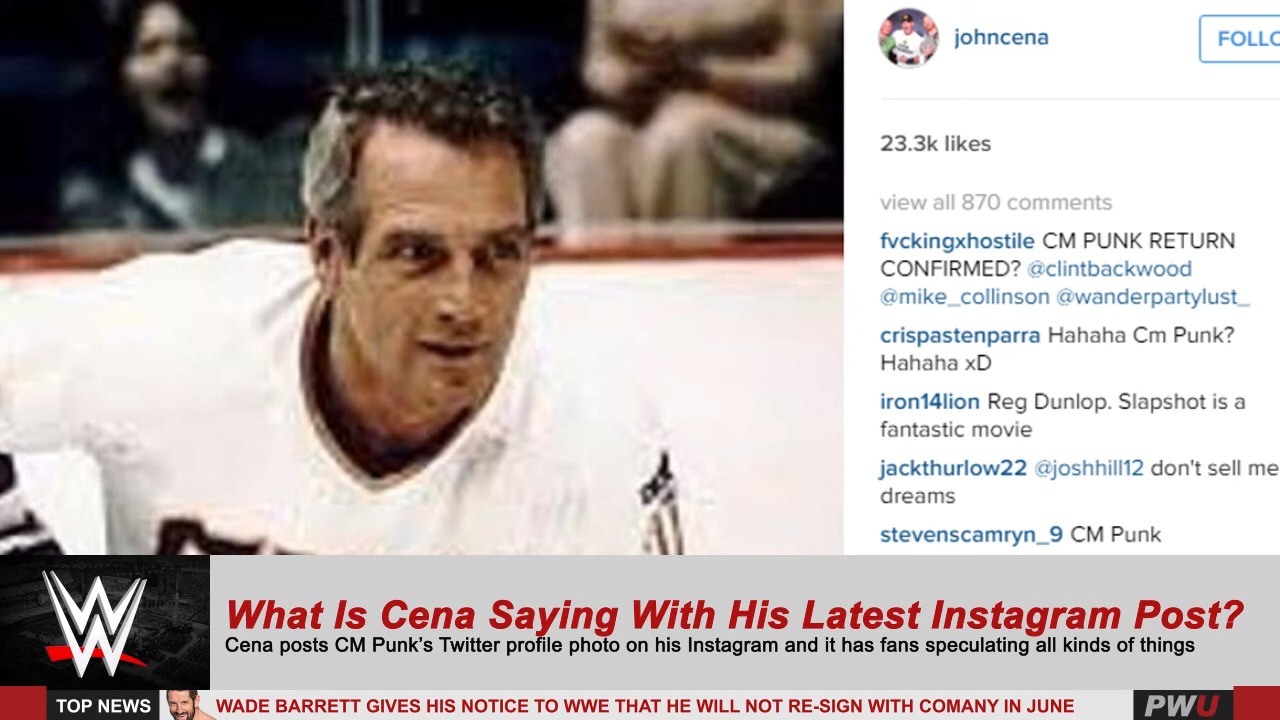 johncena
FOLLO
23.3k likes
view all 870 comments
fvckingxhostile CM PUNK RETURN
CONFIRMED? @clintbackwood
@mike_collinson @wanderpartylust_
crispastenparra Hahaha Cm Punk?
Hahaha xD
iron14lion Reg Dunlop. Slapshot is a
fantastic movie
jackthurlow22 @joshhill12 don't sell me
dreams
stevenscamryn_9 CM Punk
W
What Is Cena Saying With His Latest Instagram Post?
Cena posts CM Punk's Twitter profile photo on his Instagram and it has fans speculating all kinds of things
TOP NEWS
WADE BARRETT GIVES HIS NOTICE TO WWE THAT HE WILL NOT RE-SIGN WITH COMANY IN JUNE
PWU